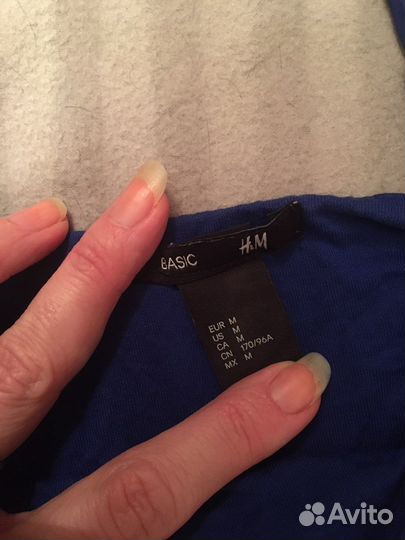 BASIC H&M
EUR M
US M
CA M
CN 170/96A
MX M
Avito